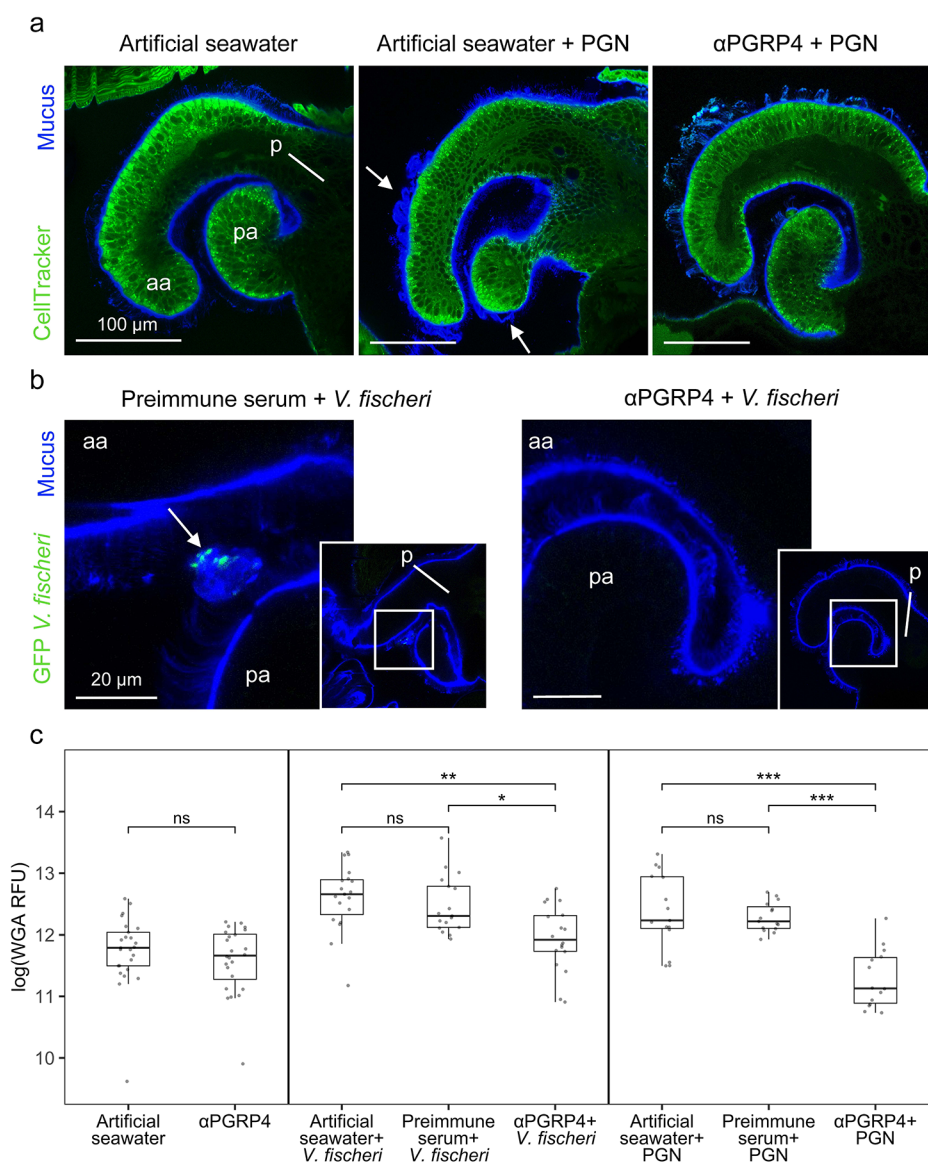 a
Artificial seawater
Artificial seawater + PGN
αPGRP4 + PGN
CellTracker Mucus
p
pa
aa
100 µm
b
Preimmune serum + V. fischeri
αPGRP4 + V. fischeri
GFP V. fischeri Mucus
aa
pa
20 µm
p
aa
pa
p
c
log(WGA RFU)
14
13
12
11
10
ns
**
*
ns
***
***
ns
Artificial
seawater
αPGRP4
Artificial
seawater+
V. fischeri
Preimmune
serum+
V. fischeri
αPGRP4+
V. fischeri
Artificial
seawater+
PGN
Preimmune
serum+
PGN
αPGRP4+
PGN